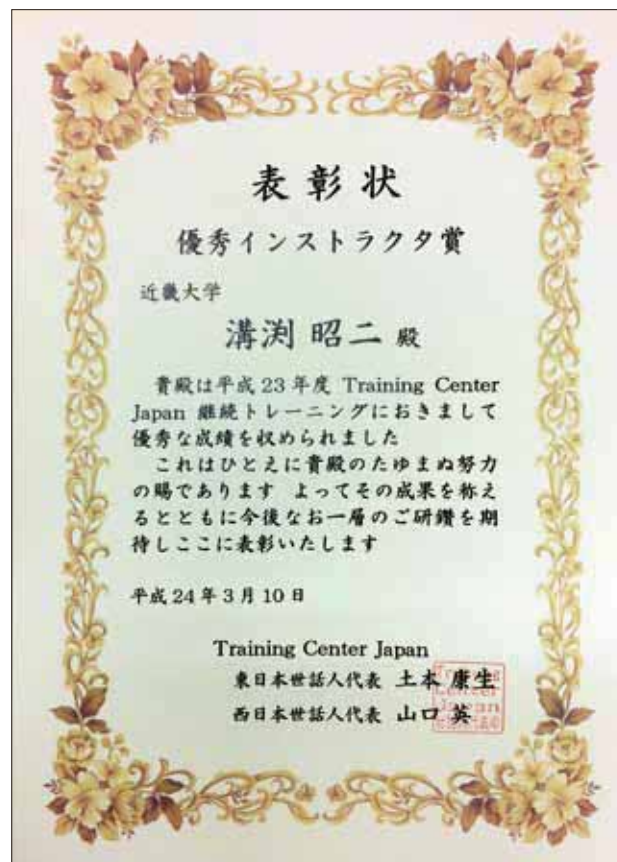 表彰状
優秀インストラクタ賞
近畿大学
溝渕 昭二 殿
貴殿は平成23年度 Training Center
Japan 継続トレーニングにおきまして
優秀な成績を収められました
これはひとえに貴殿のたゆまぬ努力
の賜であります よってその成果を称え
るとともに今後なお一層のご研鑽を期
待しここに表彰いたします
平成24年3月10日
Training Center Japan
東日本世話人代表 土本 康生
西日本世話人代表 山口 英
Training
Center
Japan